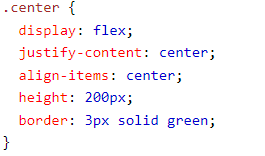 .center {
  display: flex;
  justify-content: center;
  align-items: center;
  height: 200px;
  border: 3px solid green;
}